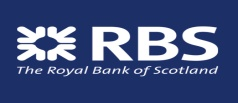 RBS
The Royal Bank of Scotland